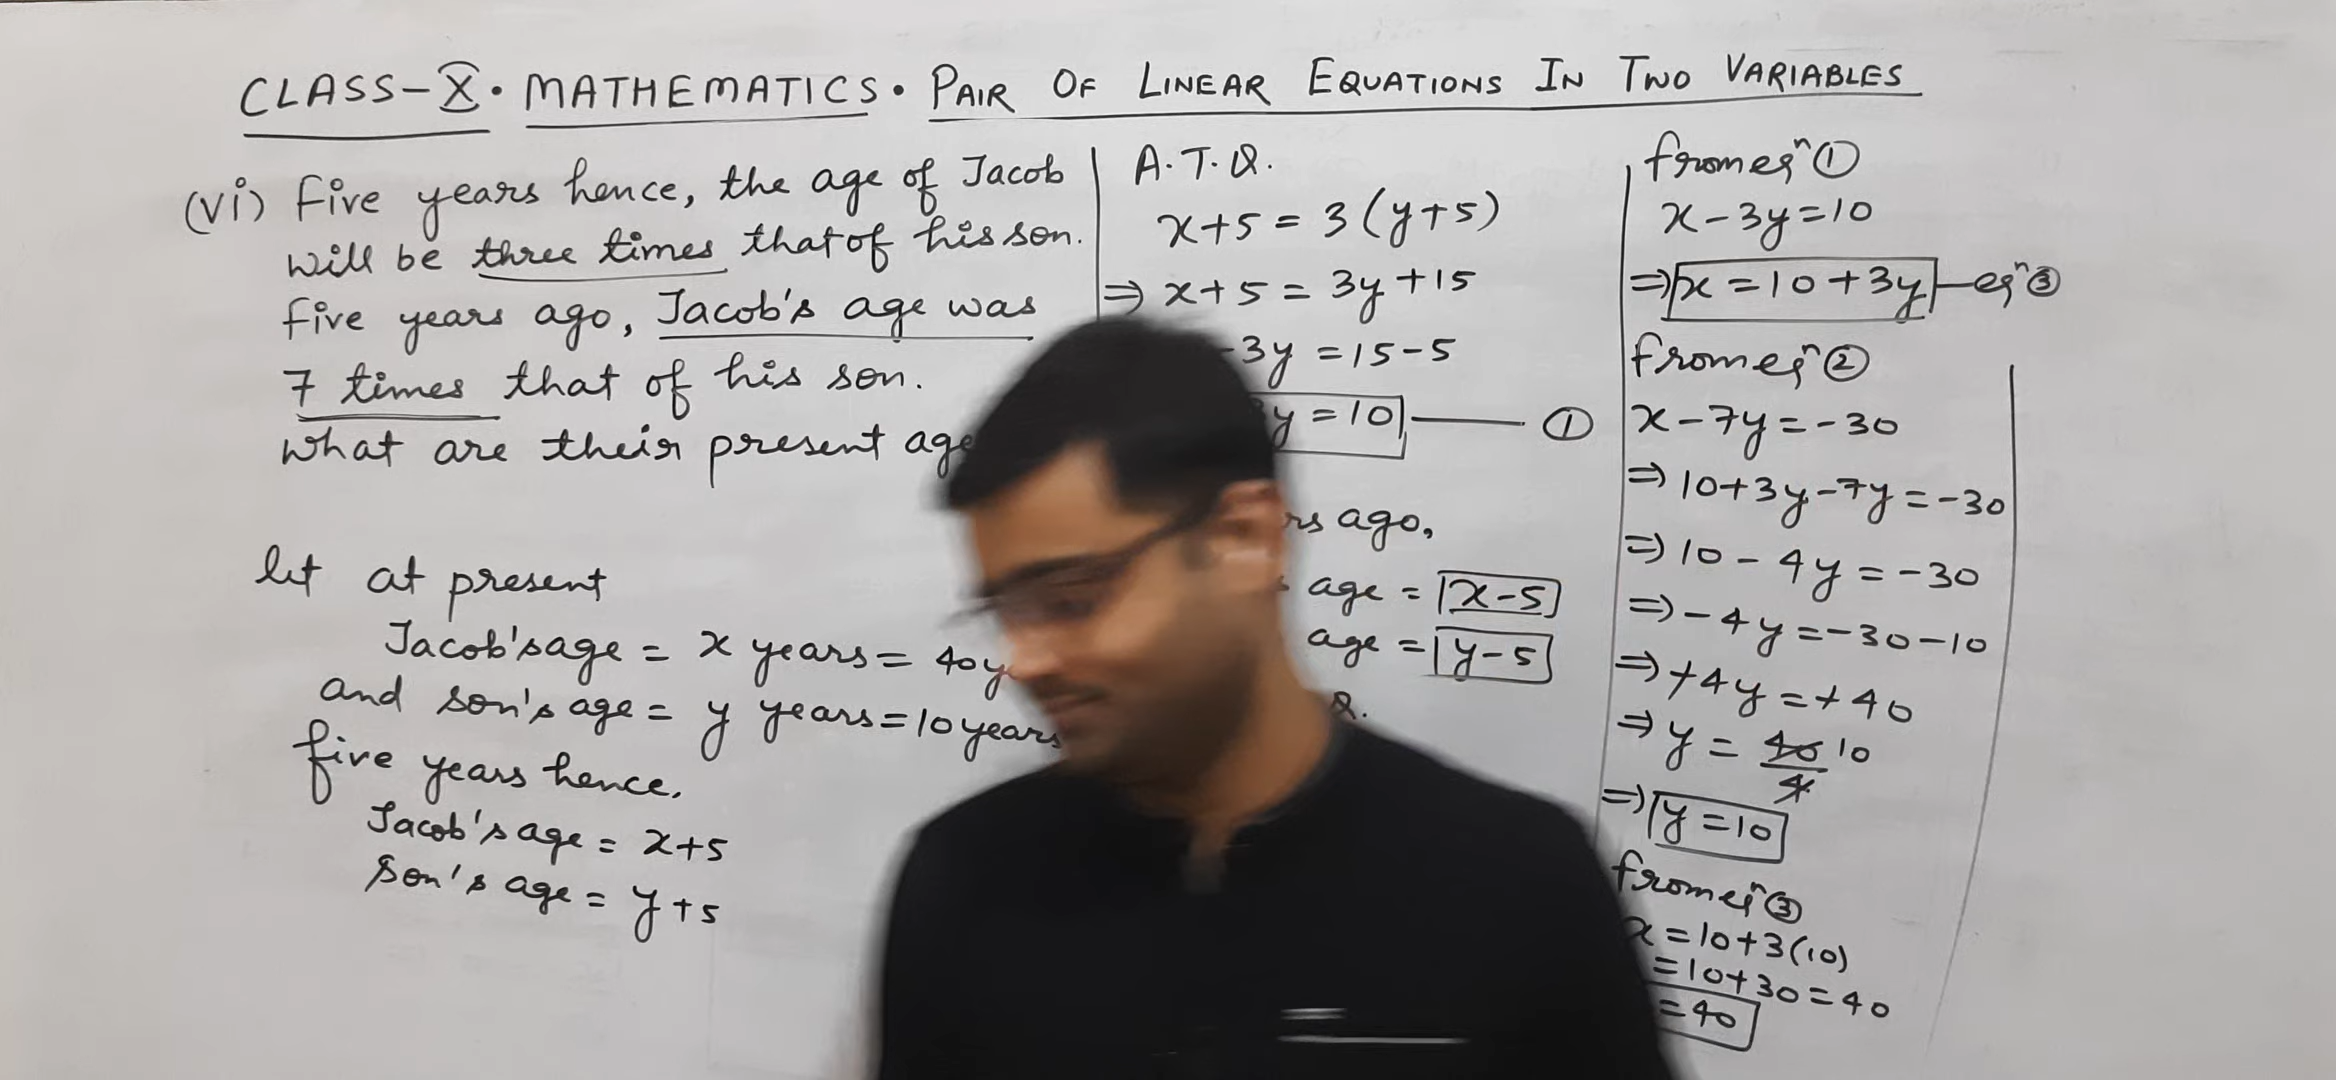 CLASS-X. MATHEMATICS. PAIR OF LINEAR EQUATIONS IN TWO VARIABLES
(vi) Five years hence, the age of Jacob
will be three times that of his son.
five years ago, Jacob's age was
7 times that of his son.
what are their present age
let at present
Jacob's age = x years = 40y
and son's age = y years = 10 years
five years hence.
Jacob's age = x+5
Son's age = y+5
A.T.Q.
x+5 = 3(y+5)
⇒ x+5 = 3y+15
-3y = 15-5
y = 10 — ①
rs ago,
age = x-5
age = y-5
Q.
from eqⁿ ①
x-3y=10
⇒ x = 10+3y — eqⁿ ③
from eqⁿ ②
x-7y=-30
⇒ 10+3y-7y=-30
⇒ 10-4y=-30
⇒ -4y=-30-10
⇒ +4y=+40
⇒ y = 40/4 10
⇒ y=10
from eqⁿ ③
x=10+3(10)
=10+30=40
=40